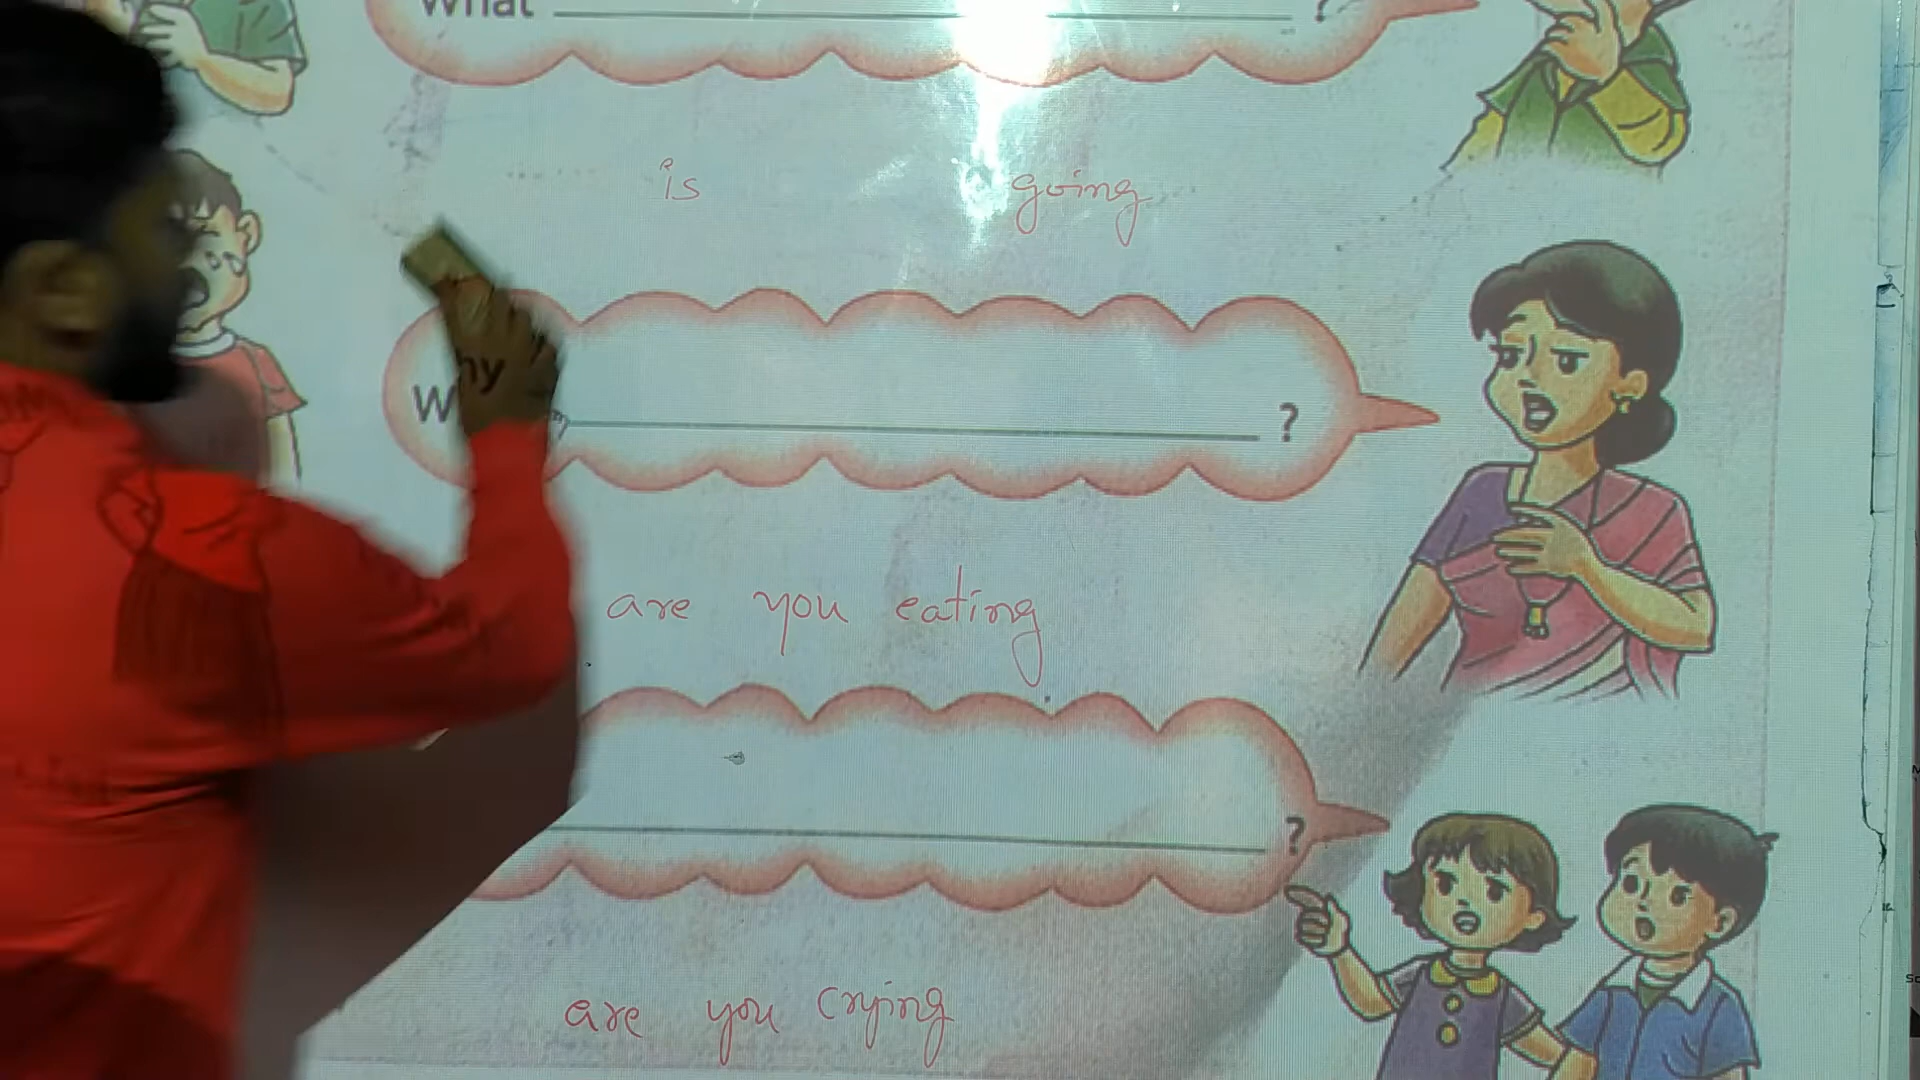 What ?
is going
Why ?
are you eating
?
are you crying